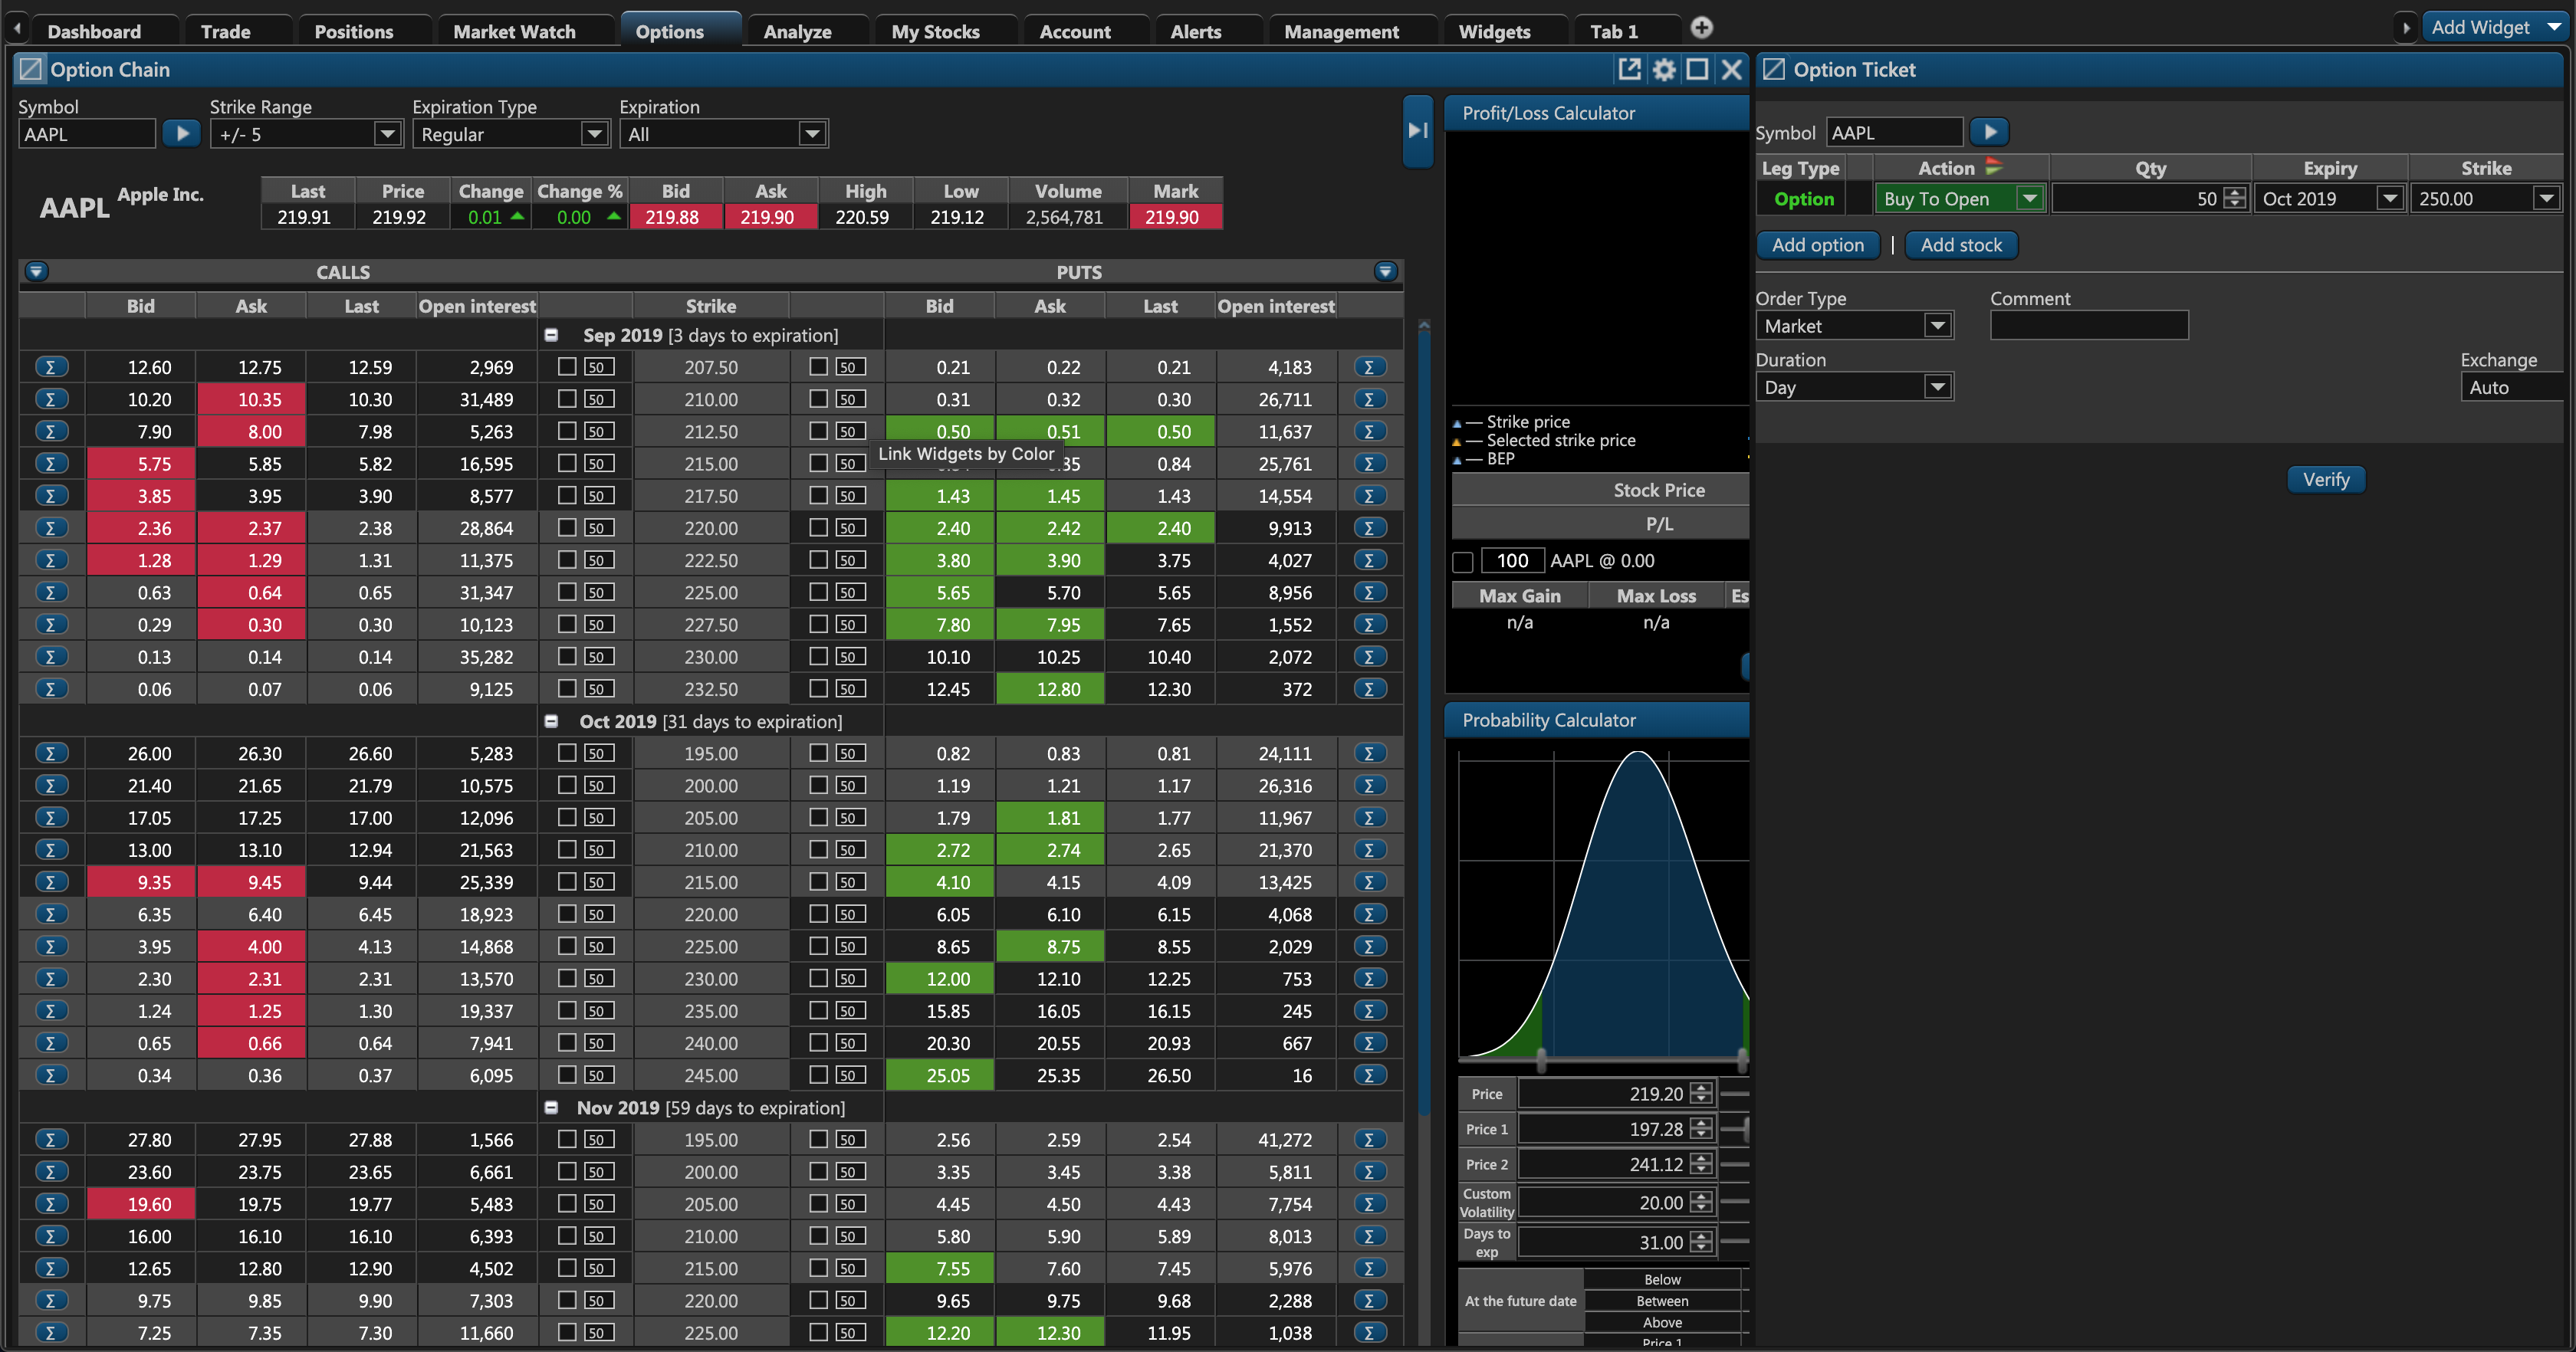 Dashboard Trade Positions Market Watch Options Analyze My Stocks Account Alerts Management Widgets Tab 1 Add Widget
Option Chain
Symbol Strike Range Expiration Type Expiration
AAPL +/- 5 Regular All
AAPL Apple Inc.
Last Price Change Change % Bid Ask High Low Volume Mark
219.91 219.92 0.01 0.00 219.88 219.90 220.59 219.12 2,564,781 219.90
CALLS PUTS
Bid Ask Last Open interest Strike Bid Ask Last Open interest
Sep 2019 [3 days to expiration]
Σ 12.60 12.75 12.59 2,969 50 207.50 50 0.21 0.22 0.21 4,183 Σ
Σ 10.20 10.35 10.30 31,489 50 210.00 50 0.31 0.32 0.30 26,711 Σ
Σ 7.90 8.00 7.98 5,263 50 212.50 50 0.50 0.51 0.50 11,637 Σ
Link Widgets by Color
Σ 5.75 5.85 5.82 16,595 50 215.00 50 0.84 25,761 Σ
Σ 3.85 3.95 3.90 8,577 50 217.50 50 1.43 1.45 1.43 14,554 Σ
Σ 2.36 2.37 2.38 28,864 50 220.00 50 2.40 2.42 2.40 9,913 Σ
Σ 1.28 1.29 1.31 11,375 50 222.50 50 3.80 3.90 3.75 4,027 Σ
Σ 0.63 0.64 0.65 31,347 50 225.00 50 5.65 5.70 5.65 8,956 Σ
Σ 0.29 0.30 0.30 10,123 50 227.50 50 7.80 7.95 7.65 1,552 Σ
Σ 0.13 0.14 0.14 35,282 50 230.00 50 10.10 10.25 10.40 2,072 Σ
Σ 0.06 0.07 0.06 9,125 50 232.50 50 12.45 12.80 12.30 372 Σ
Oct 2019 [31 days to expiration]
Σ 26.00 26.30 26.60 5,283 50 195.00 50 0.82 0.83 0.81 24,111 Σ
Σ 21.40 21.65 21.79 10,575 50 200.00 50 1.19 1.21 1.17 26,316 Σ
Σ 17.05 17.25 17.00 12,096 50 205.00 50 1.79 1.81 1.77 11,967 Σ
Σ 13.00 13.10 12.94 21,563 50 210.00 50 2.72 2.74 2.65 21,370 Σ
Σ 9.35 9.45 9.44 25,339 50 215.00 50 4.10 4.15 4.09 13,425 Σ
Σ 6.35 6.40 6.45 18,923 50 220.00 50 6.05 6.10 6.15 4,068 Σ
Σ 3.95 4.00 4.13 14,868 50 225.00 50 8.65 8.75 8.55 2,029 Σ
Σ 2.30 2.31 2.31 13,570 50 230.00 50 12.00 12.10 12.25 753 Σ
Σ 1.24 1.25 1.30 19,337 50 235.00 50 15.85 16.05 16.15 245 Σ
Σ 0.65 0.66 0.64 7,941 50 240.00 50 20.30 20.55 20.93 667 Σ
Σ 0.34 0.36 0.37 6,095 50 245.00 50 25.05 25.35 26.50 16 Σ
Nov 2019 [59 days to expiration]
Σ 27.80 27.95 27.88 1,566 50 195.00 50 2.56 2.59 2.54 41,272 Σ
Σ 23.60 23.75 23.65 6,661 50 200.00 50 3.35 3.45 3.38 5,811 Σ
Σ 19.60 19.75 19.77 5,483 50 205.00 50 4.45 4.50 4.43 7,754 Σ
Σ 16.00 16.10 16.10 6,393 50 210.00 50 5.80 5.90 5.89 8,013 Σ
Σ 12.65 12.80 12.90 4,502 50 215.00 50 7.55 7.60 7.45 5,976 Σ
Σ 9.75 9.85 9.90 7,303 50 220.00 50 9.65 9.75 9.68 2,288 Σ
Σ 7.25 7.35 7.30 11,660 50 225.00 50 12.20 12.30 11.95 1,038 Σ
Profit/Loss Calculator
Strike price
Selected strike price
BEP
Stock Price
P/L
100 AAPL @ 0.00
Max Gain Max Loss Es
n/a n/a
Probability Calculator
Price 219.20
Price 1 197.28
Price 2 241.12
Custom Volatility 20.00
Days to exp 31.00
At the future date
Below
Between
Above
Price 1
Option Ticket
Symbol AAPL
Leg Type Action Qty Expiry Strike
Option Buy To Open 50 Oct 2019 250.00
Add option | Add stock
Order Type Comment
Market
Duration Exchange
Day Auto
Verify